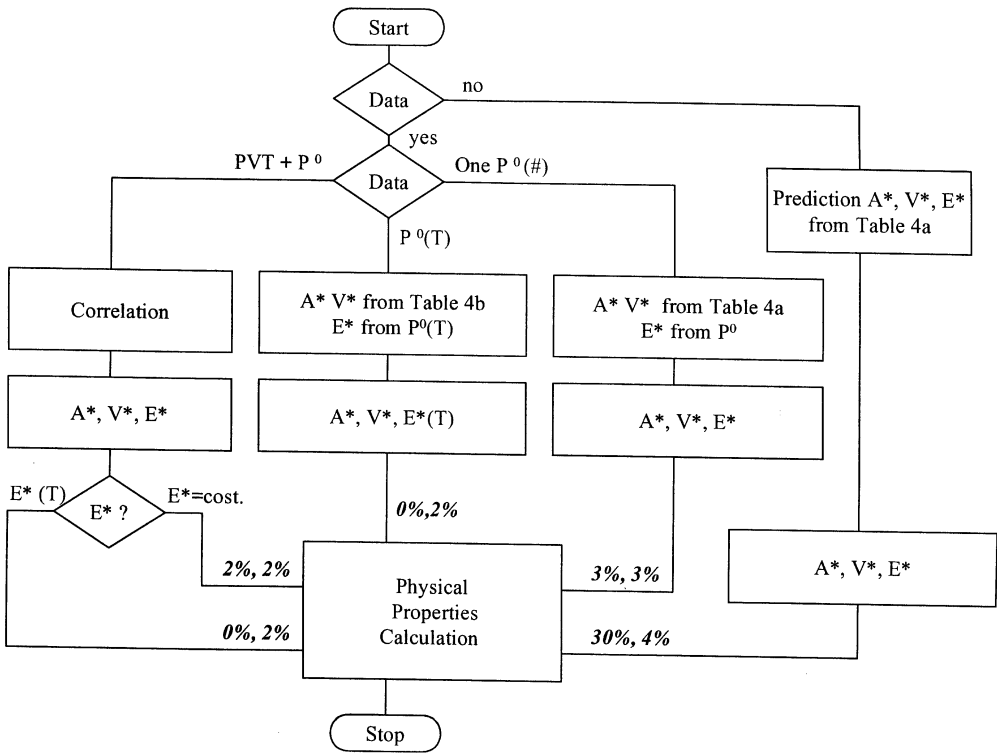 Start
Data
no
yes
PVT + P⁰
Data
One P⁰(#)
P⁰(T)
Prediction A*, V*, E*
from Table 4a
Correlation
A* V* from Table 4b
E* from P⁰(T)
A* V* from Table 4a
E* from P⁰
A*, V*, E*
A*, V*, E*(T)
A*, V*, E*
E* (T)
E* ?
E*=cost.
0%,2%
A*, V*, E*
2%, 2%
Physical
Properties
Calculation
3%, 3%
0%, 2%
30%, 4%
Stop